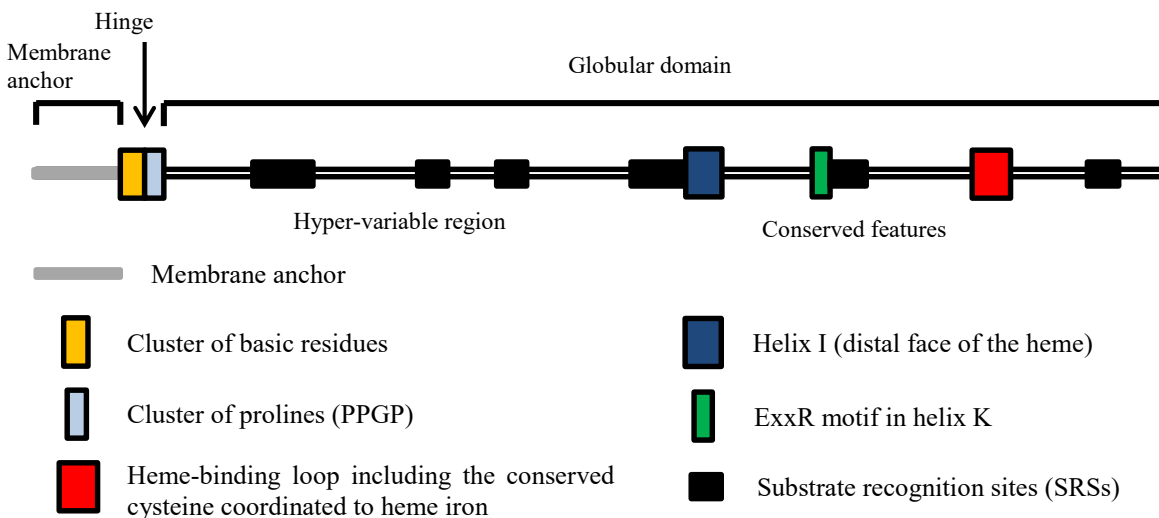 Hinge
Membrane
anchor
Globular domain
Hyper-variable region
Conserved features
Membrane anchor
Cluster of basic residues
Helix I (distal face of the heme)
Cluster of prolines (PPGP)
ExxR motif in helix K
Heme-binding loop including the conserved
cysteine coordinated to heme iron
Substrate recognition sites (SRSs)